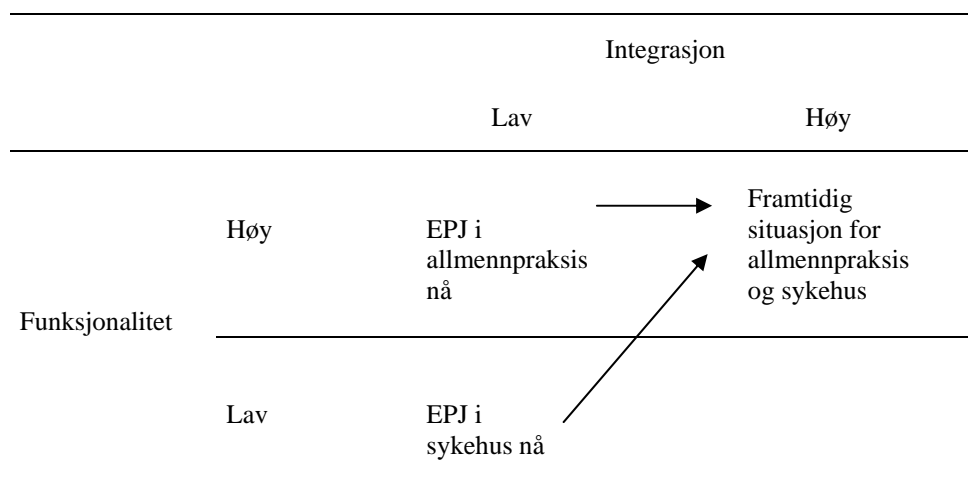 Integrasjon
Lav Høy
Høy
EPJ i
allmennpraksis
nå
Framtidig
situasjon for
allmennpraksis
og sykehus
Funksjonalitet
Lav
EPJ i
sykehus nå